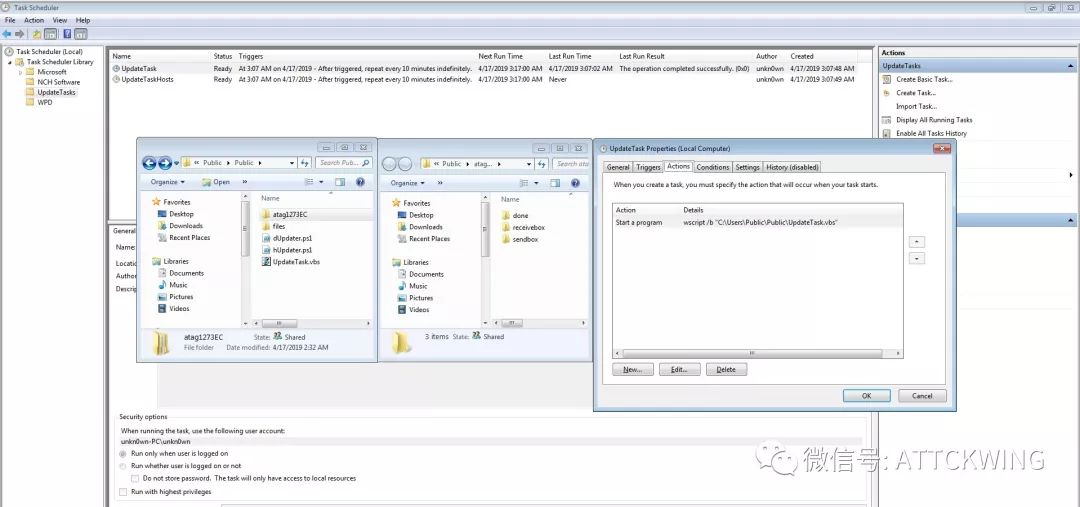 Task Scheduler
File Action View Help
Task Scheduler (Local)
Task Scheduler Library
Microsoft
NCH Software
UpdateTasks
WPD
Name Status Triggers Next Run Time Last Run Time Last Run Result Author Created
UpdateTask Ready At 3:07 AM on 4/17/2019 - After triggered, repeat every 10 minutes indefinitely. 4/17/2019 3:17:00 AM 4/17/2019 3:07:02 AM The operation completed successfully. (0x0) unkn0wn 4/17/2019 3:07:48 AM
UpdateTaskHosts Ready At 3:07 AM on 4/17/2019 - After triggered, repeat every 10 minutes indefinitely. 4/17/2019 3:17:00 AM Never unkn0wn 4/17/2019 3:07:49 AM
Actions
UpdateTasks
Create Basic Task...
Create Task...
Import Task...
Display All Running Tasks
Enable All Tasks History
« Public Public
Search Pub...
Organize Open »
Favorites
Desktop
Downloads
Recent Places
Libraries
Documents
Music
Pictures
Videos
Name
atag1273EC
files
dUpdater.ps1
hUpdater.ps1
UpdateTask.vbs
atag1273EC State: Shared
File folder Date modified: 4/17/2019 2:32 AM
« Public atag...
Search ata
Organize »
Favorites
Desktop
Downloads
Recent Places
Libraries
Documents
Music
Pictures
Videos
Name
done
receivebox
sendbox
3 items State: Shared
UpdateTask Properties (Local Computer)
General Triggers Actions Conditions Settings History (disabled)
When you create a task, you must specify the action that will occur when your task starts.
Action Details
Start a program wscript /b "C:\Users\Public\Public\UpdateTask.vbs"
New... Edit... Delete
OK Cancel
General
Name
Locatio
Author
Descrip
Security options
When running the task, use the following user account:
unkn0wn-PC\unkn0wn
Run only when user is logged on
Run whether user is logged on or not
Do not store password. The task will only have access to local resources
Run with highest privileges
微信号: ATTCKWING